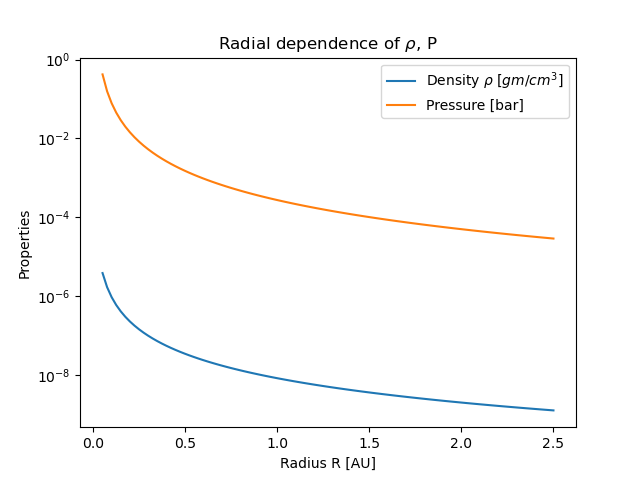 Radial dependence of ρ, P
Density ρ [gm/cm³]
Pressure [bar]
10⁰
10⁻²
10⁻⁴
10⁻⁶
10⁻⁸
Properties
0.0 0.5 1.0 1.5 2.0 2.5
Radius R [AU]